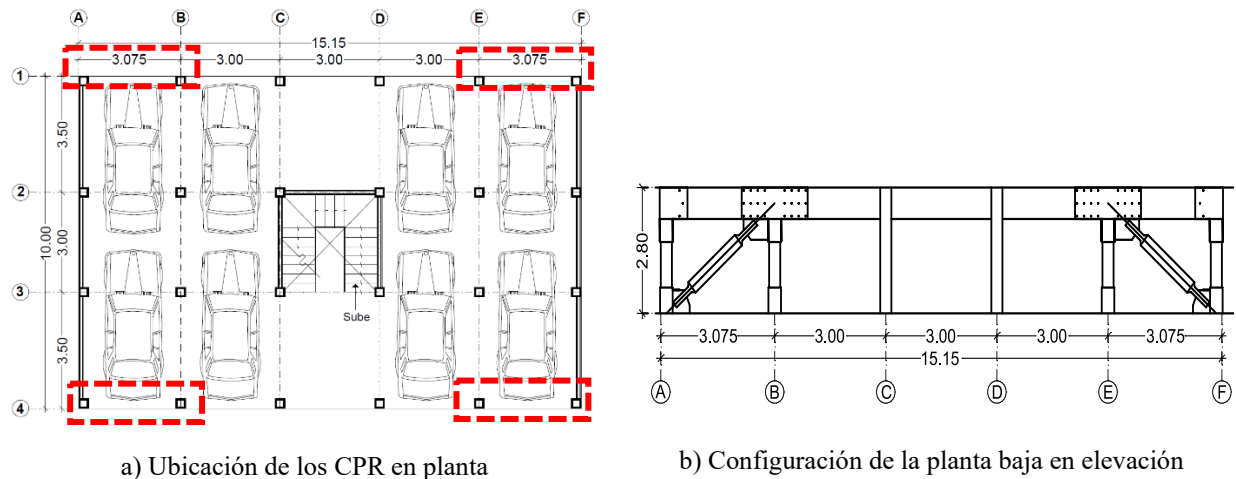 A B C D E F
15.15
3.075 3.00 3.00 3.00 3.075
1
2
3
4
3.50
3.00
3.50
10.00
Sube
a) Ubicación de los CPR en planta
2.80
3.075 3.00 3.00 3.00 3.075
15.15
A B C D E F
b) Configuración de la planta baja en elevación